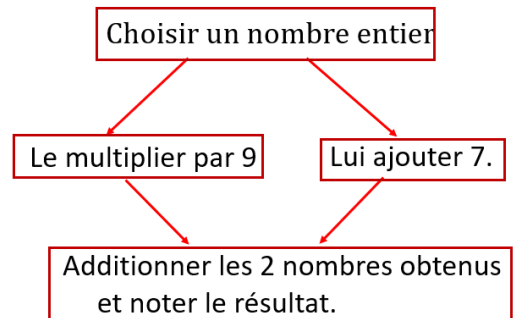 Choisir un nombre entier
Le multiplier par 9
Lui ajouter 7.
Additionner les 2 nombres obtenus
et noter le résultat.